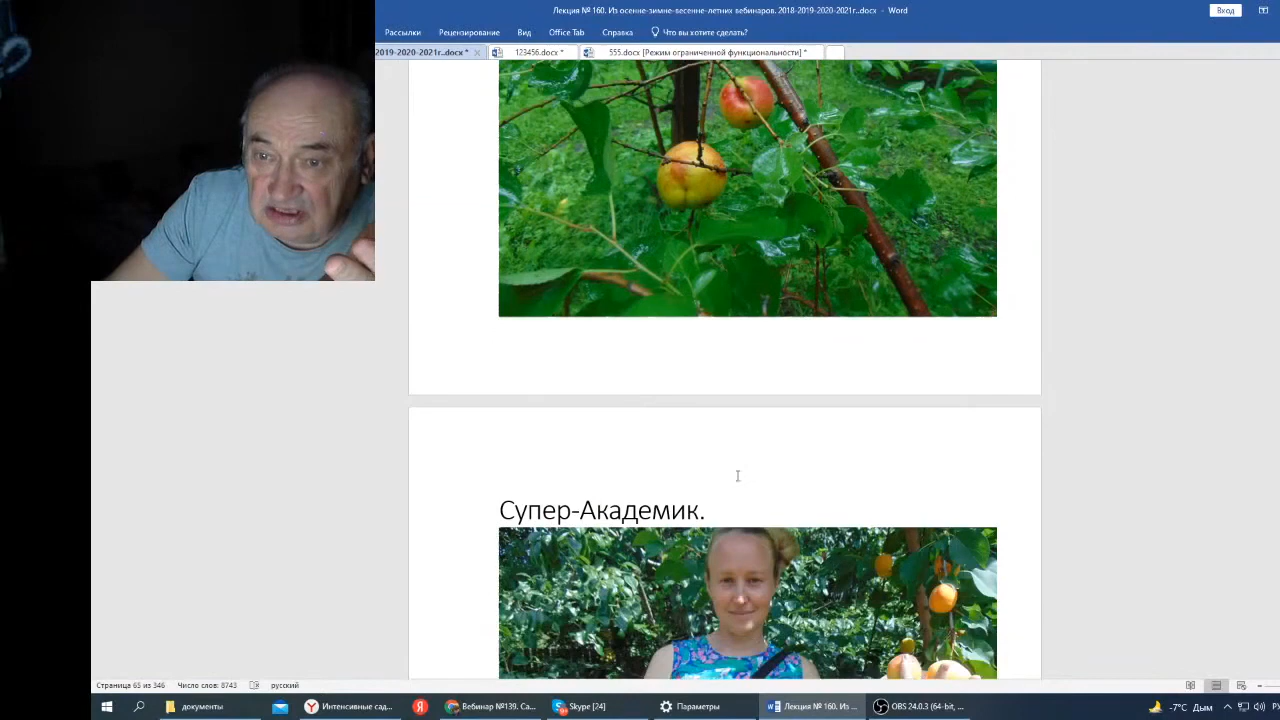 Лекция № 160. Из осенне-зимне-весенне-летних вебинаров. 2018-2019-2020-2021г..docx - Word
Вход
Рассылки
Рецензирование
Вид
Office Tab
Справка
Что вы хотите сделать?
2019-2020-2021г..docx *
123456.docx *
555.docx [Режим ограниченной функциональности] *
Супер-Академик.
Страница 65 из 346
Число слов: 8743
русский
документы
Интенсивные сад...
Вебинар №139. Са...
Skype [24]
Параметры
Лекция № 160. Из ...
OBS 24.0.3 (64-bit, ...
-7°C Дым